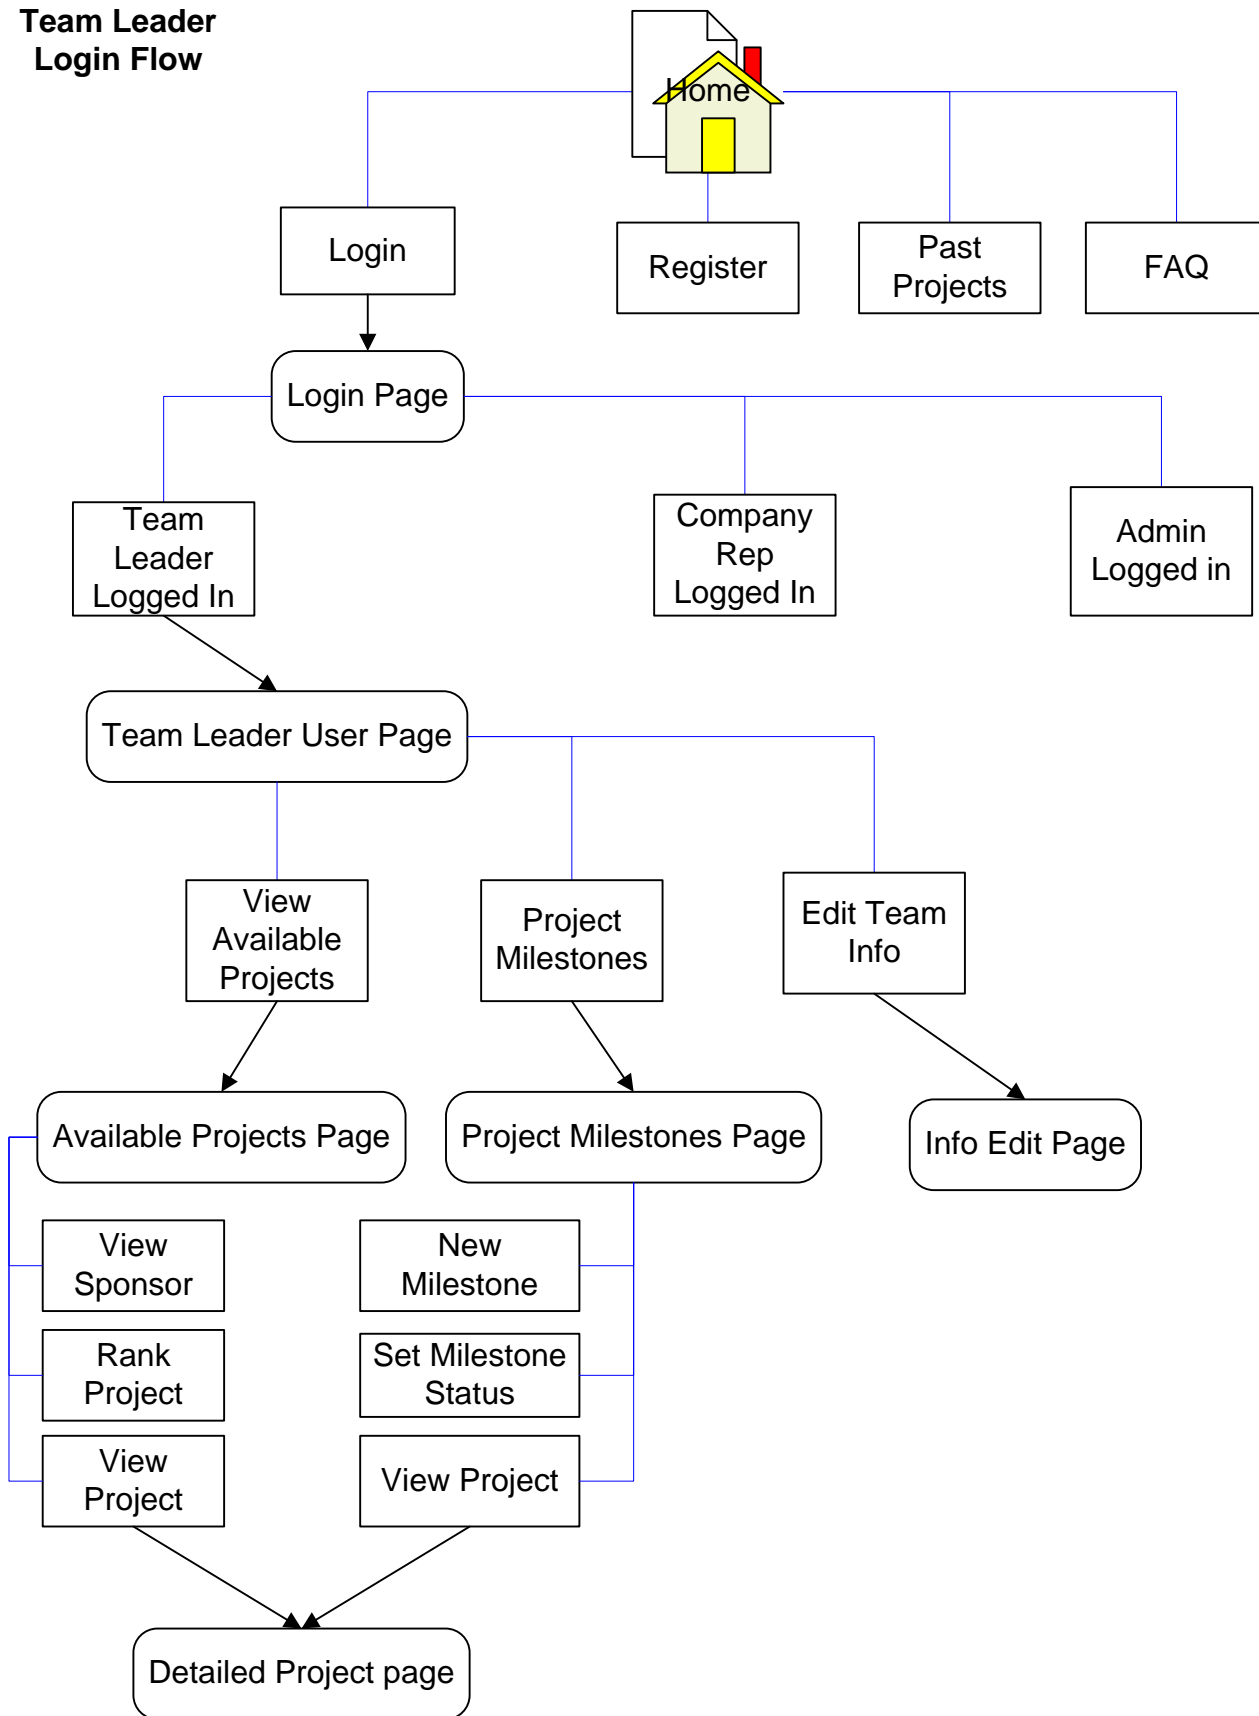 Team Leader
Login Flow
Home
Login
Register
Past
Projects
FAQ
Login Page
Team
Leader
Logged In
Company
Rep
Logged In
Admin
Logged in
Team Leader User Page
View
Available
Projects
Project
Milestones
Edit Team
Info
Available Projects Page
Project Milestones Page
Info Edit Page
View
Sponsor
New
Milestone
Rank
Project
Set Milestone
Status
View
Project
View Project
Detailed Project page